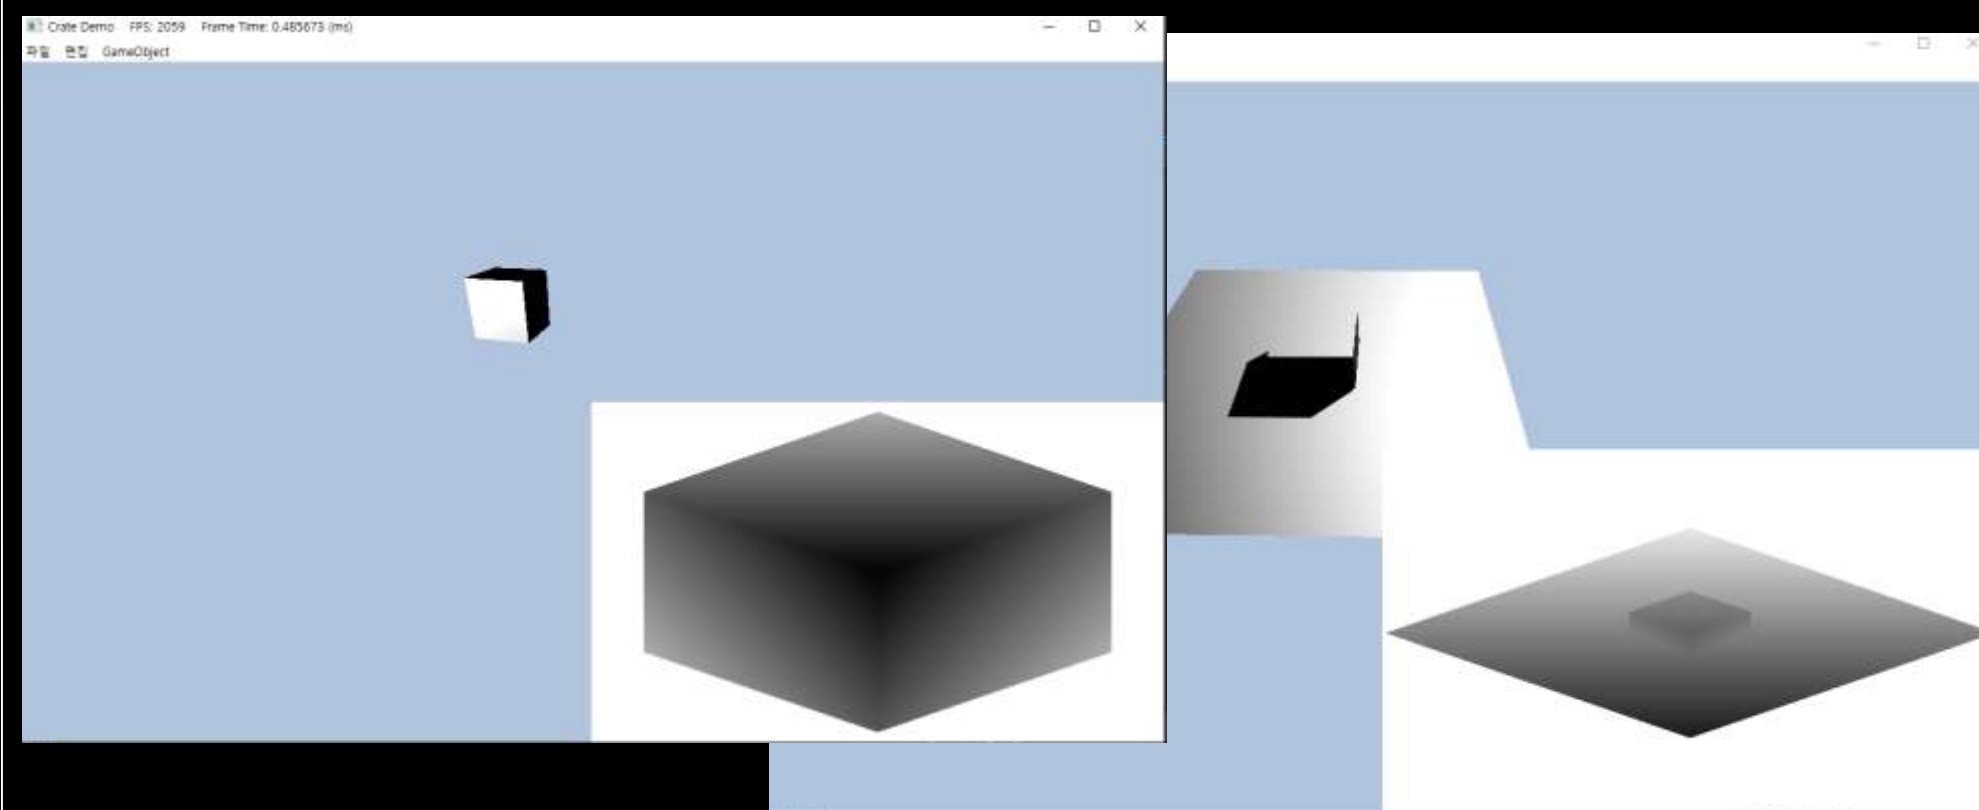 Crate Demo FPS: 2059 Frame Time: 0.485673 (ms)
파일 편집 GameObject